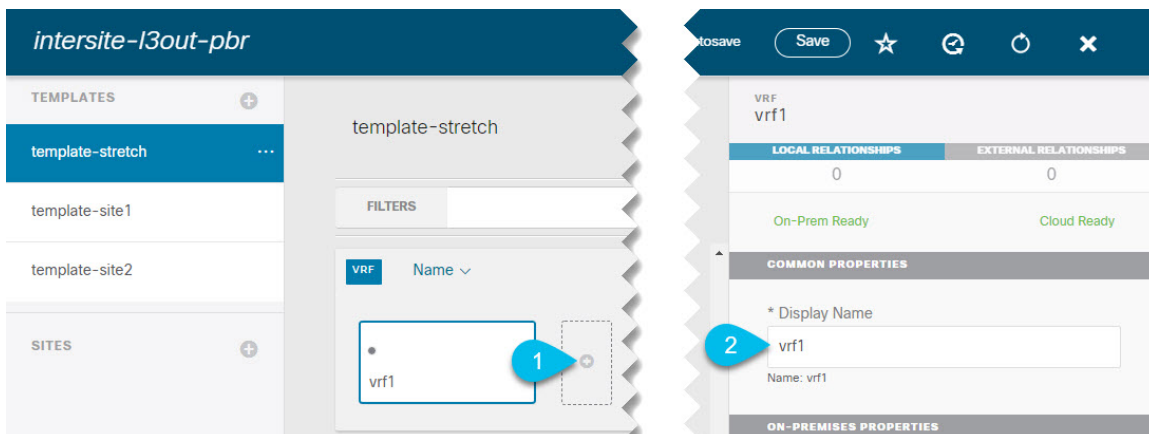 intersite-l3out-pbr
TEMPLATES
template-stretch
template-site1
template-site2
SITES
template-stretch
FILTERS
VRF Name
vrf1
1
Save
VRF
vrf1
LOCAL RELATIONSHIPS EXTERNAL RELATIONSHIPS
0 0
On-Prem Ready Cloud Ready
COMMON PROPERTIES
* Display Name
2 vrf1
Name: vrf1
ON-PREMISES PROPERTIES